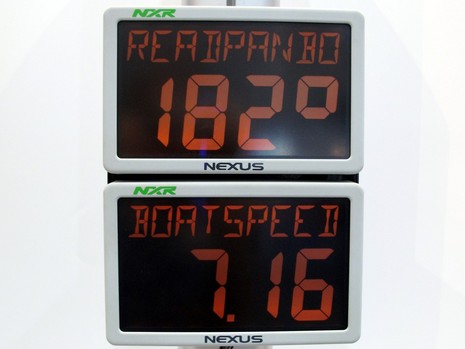 NXR
READPANBO
182°
NEXUS
NXR
BOATSPEED
7.16
NEXUS